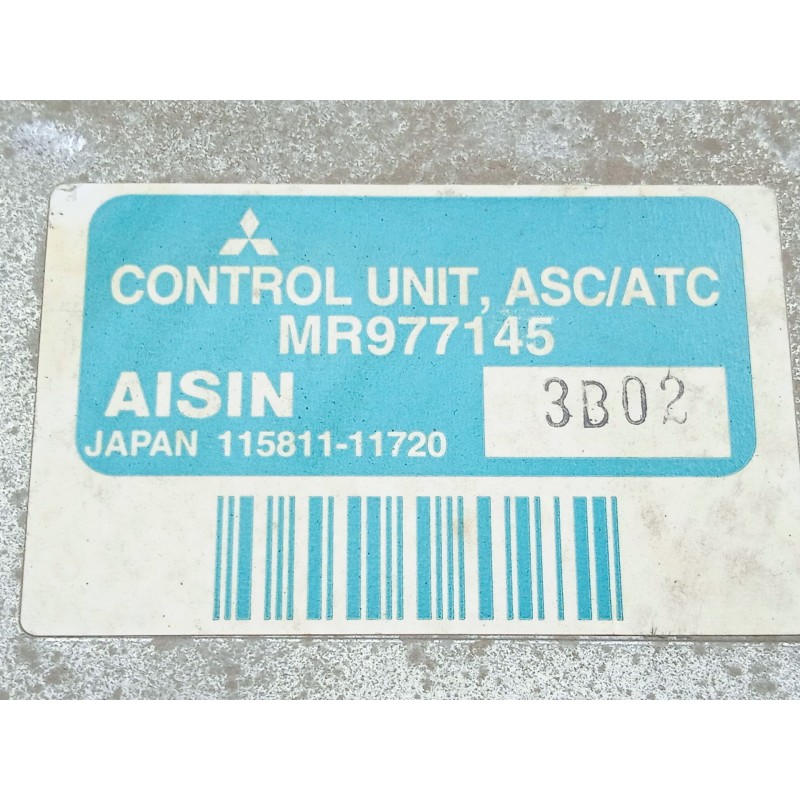 CONTROL UNIT, ASC/ATC
MR977145
AISIN 3B02
JAPAN 115811-11720